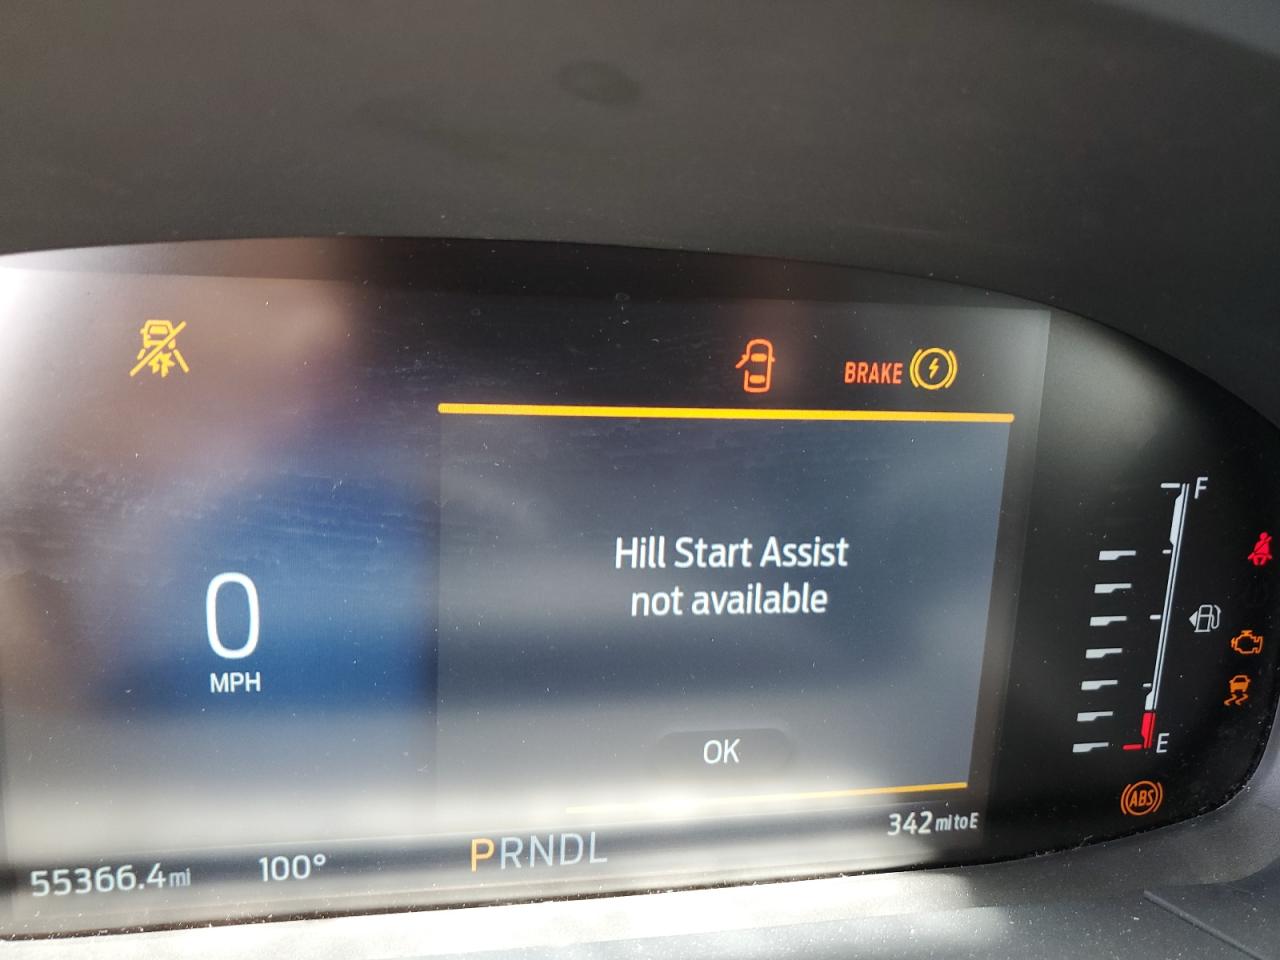 BRAKE
Hill Start Assist
not available
OK
0
MPH
F
E
ABS
342 mi to E
PRNDL
55366.4 mi
100°